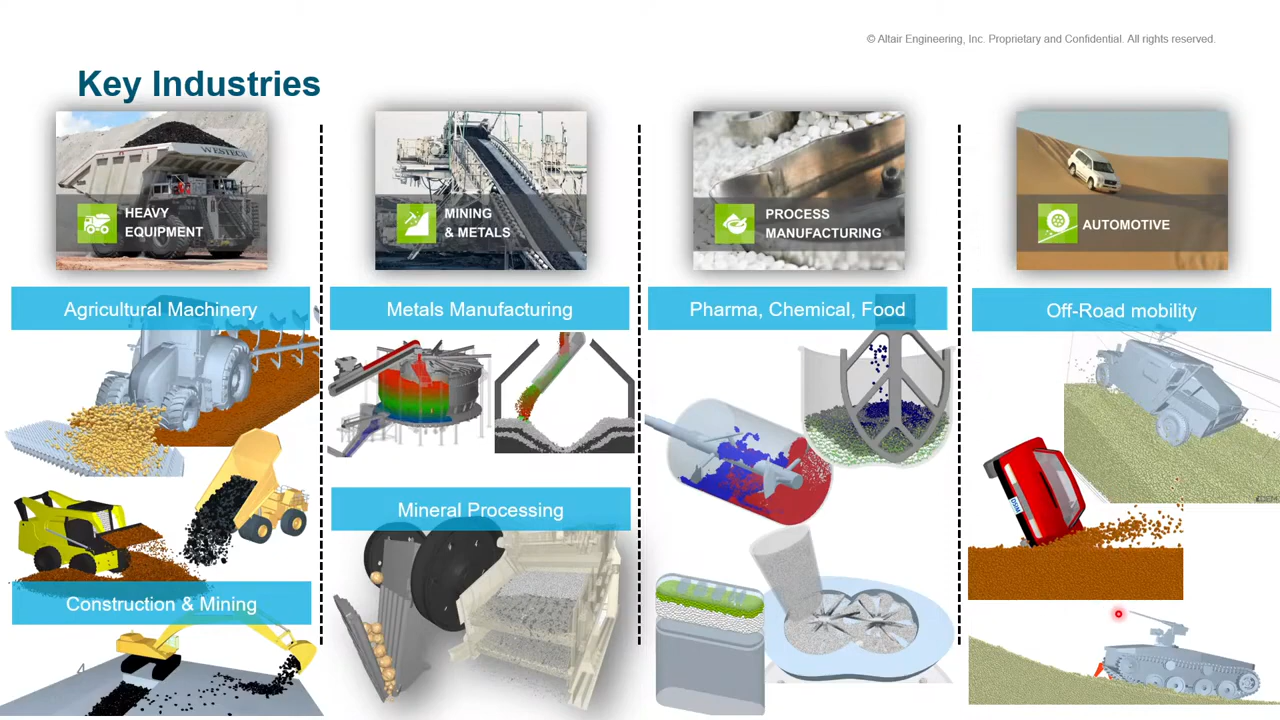 © Altair Engineering, Inc. Proprietary and Confidential. All rights reserved.
Key Industries
WESTECH
HEAVY
EQUIPMENT
MINING
& METALS
PROCESS
MANUFACTURING
AUTOMOTIVE
Agricultural Machinery
Metals Manufacturing
Pharma, Chemical, Food
Off-Road mobility
Mineral Processing
Construction & Mining